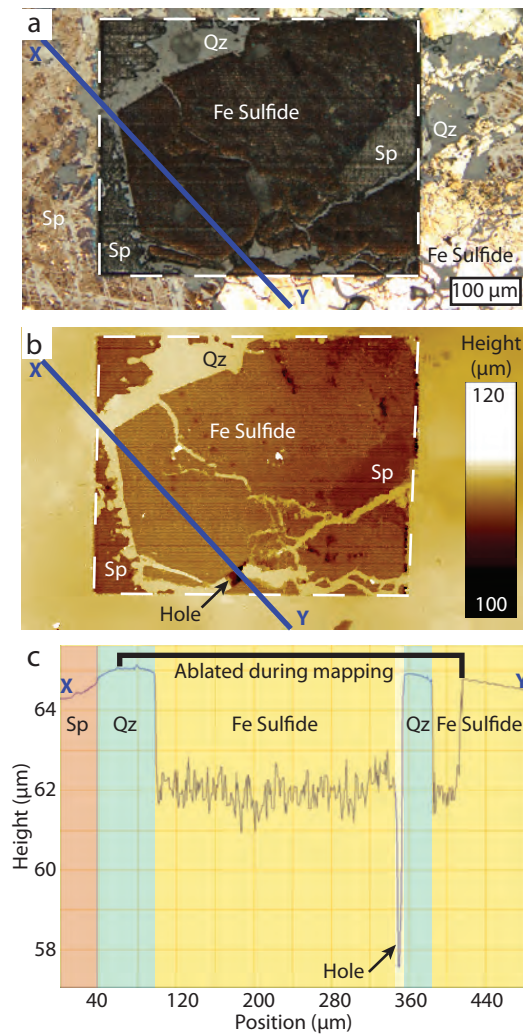 a
X
Qz
Fe Sulfide
Sp
Qz
Sp
Sp
Fe Sulfide
Y
100 µm
b
X
Qz
Fe Sulfide
Sp
Sp
Hole
Y
Height
(µm)
120
100
c
X
Ablated during mapping
Y
Sp
Qz
Fe Sulfide
Qz
Fe Sulfide
Height (µm)
64
62
60
58
Hole
40
120
200
280
360
440
Position (µm)